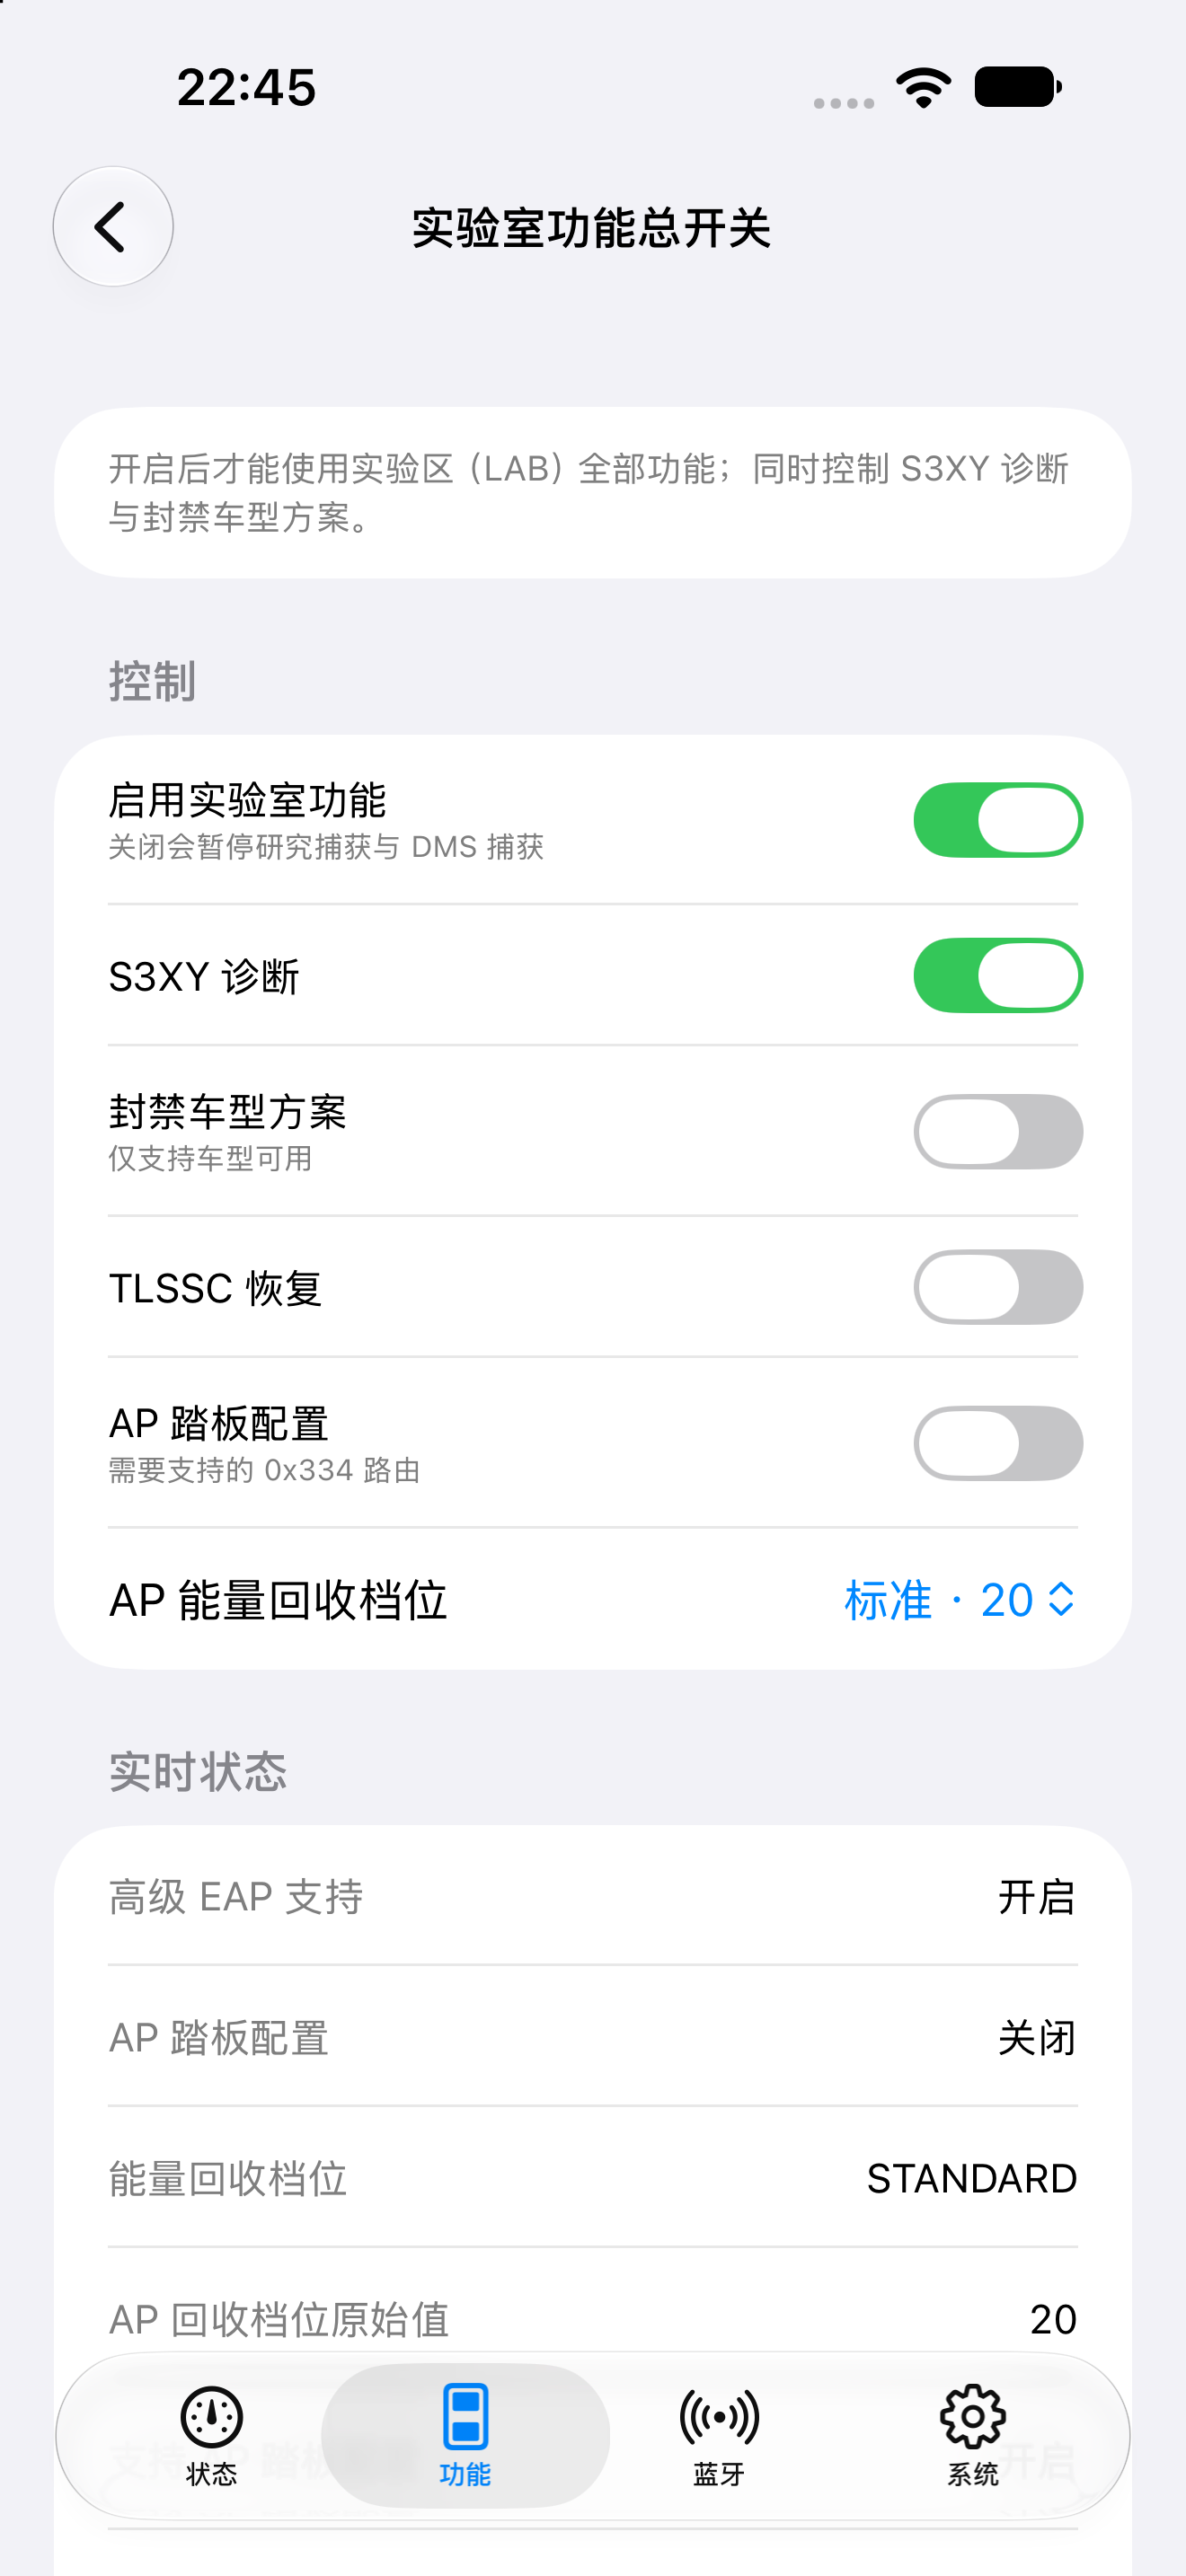 22:45
实验室功能总开关
开启后才能使用实验区（LAB）全部功能；同时控制 S3XY 诊断
与封禁车型方案。
控制
启用实验室功能
关闭会暂停研究捕获与 DMS 捕获
S3XY 诊断
封禁车型方案
仅支持车型可用
TLSSC 恢复
AP 踏板配置
需要支持的 0x334 路由
AP 能量回收档位 标准 · 20
实时状态
高级 EAP 支持 开启
AP 踏板配置 关闭
能量回收档位 STANDARD
AP 回收档位原始值 20
状态 功能 蓝牙 系统